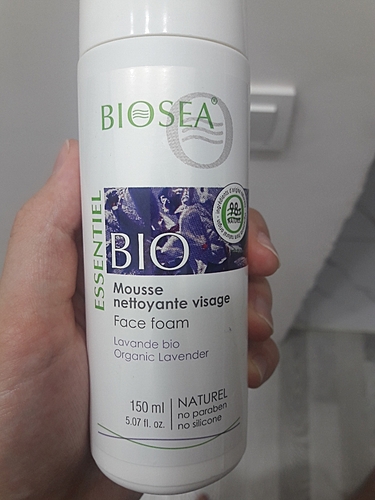 BIOSEA®
ESSENTIEL
BIO
Mousse
nettoyante visage
Face foam
Lavande bio
Organic Lavender
150 ml
5.07 fl. oz.
NATUREL
no paraben
no silicone